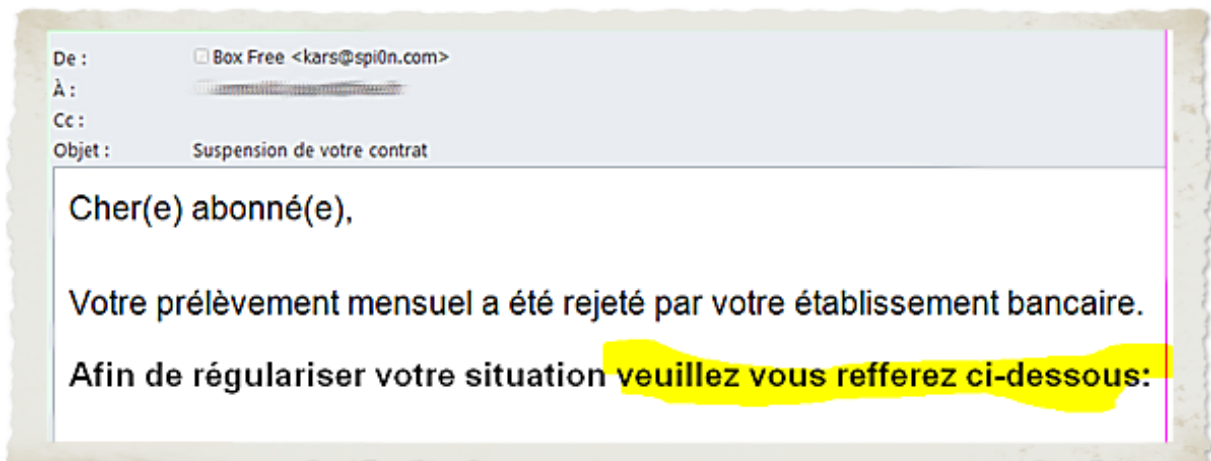 De : Box Free <kars@spi0n.com>
À :
Cc :
Objet : Suspension de votre contrat
Cher(e) abonné(e),
Votre prélèvement mensuel a été rejeté par votre établissement bancaire.
Afin de régulariser votre situation veuillez vous refferez ci-dessous: